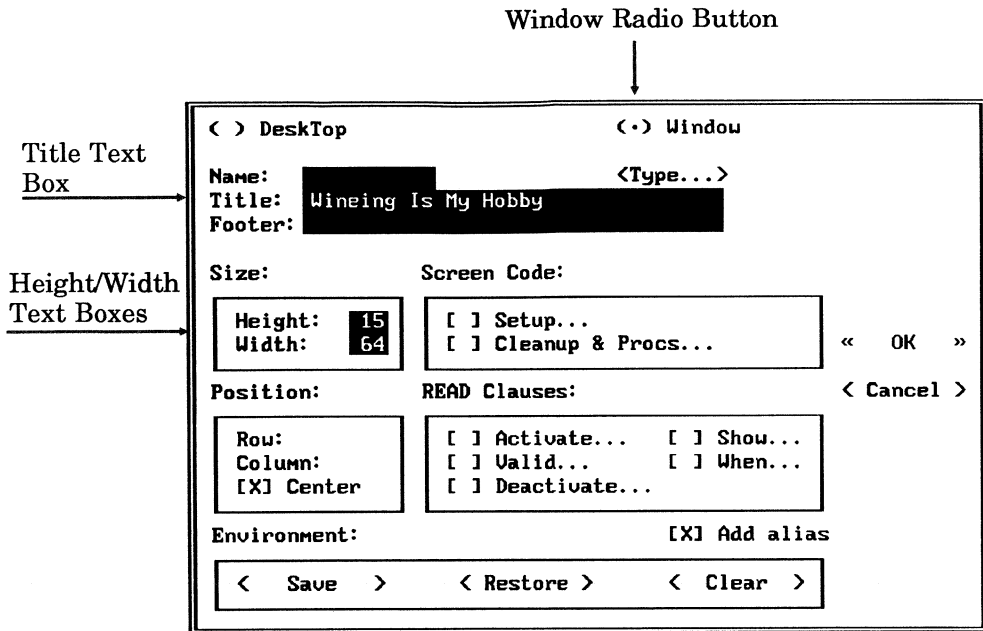 Window Radio Button
( ) DeskTop (·) Window
Title Text
Box
Name: <Type...>
Title: Wineing Is My Hobby
Footer:
Height/Width
Text Boxes
Size: Screen Code:
Height: 15 [ ] Setup...
Width: 64 [ ] Cleanup & Procs...
« OK »
Position: READ Clauses: < Cancel >
Row: [ ] Activate... [ ] Show...
Column: [ ] Valid... [ ] When...
[X] Center [ ] Deactivate...
Environment: [X] Add alias
< Save > < Restore > < Clear >